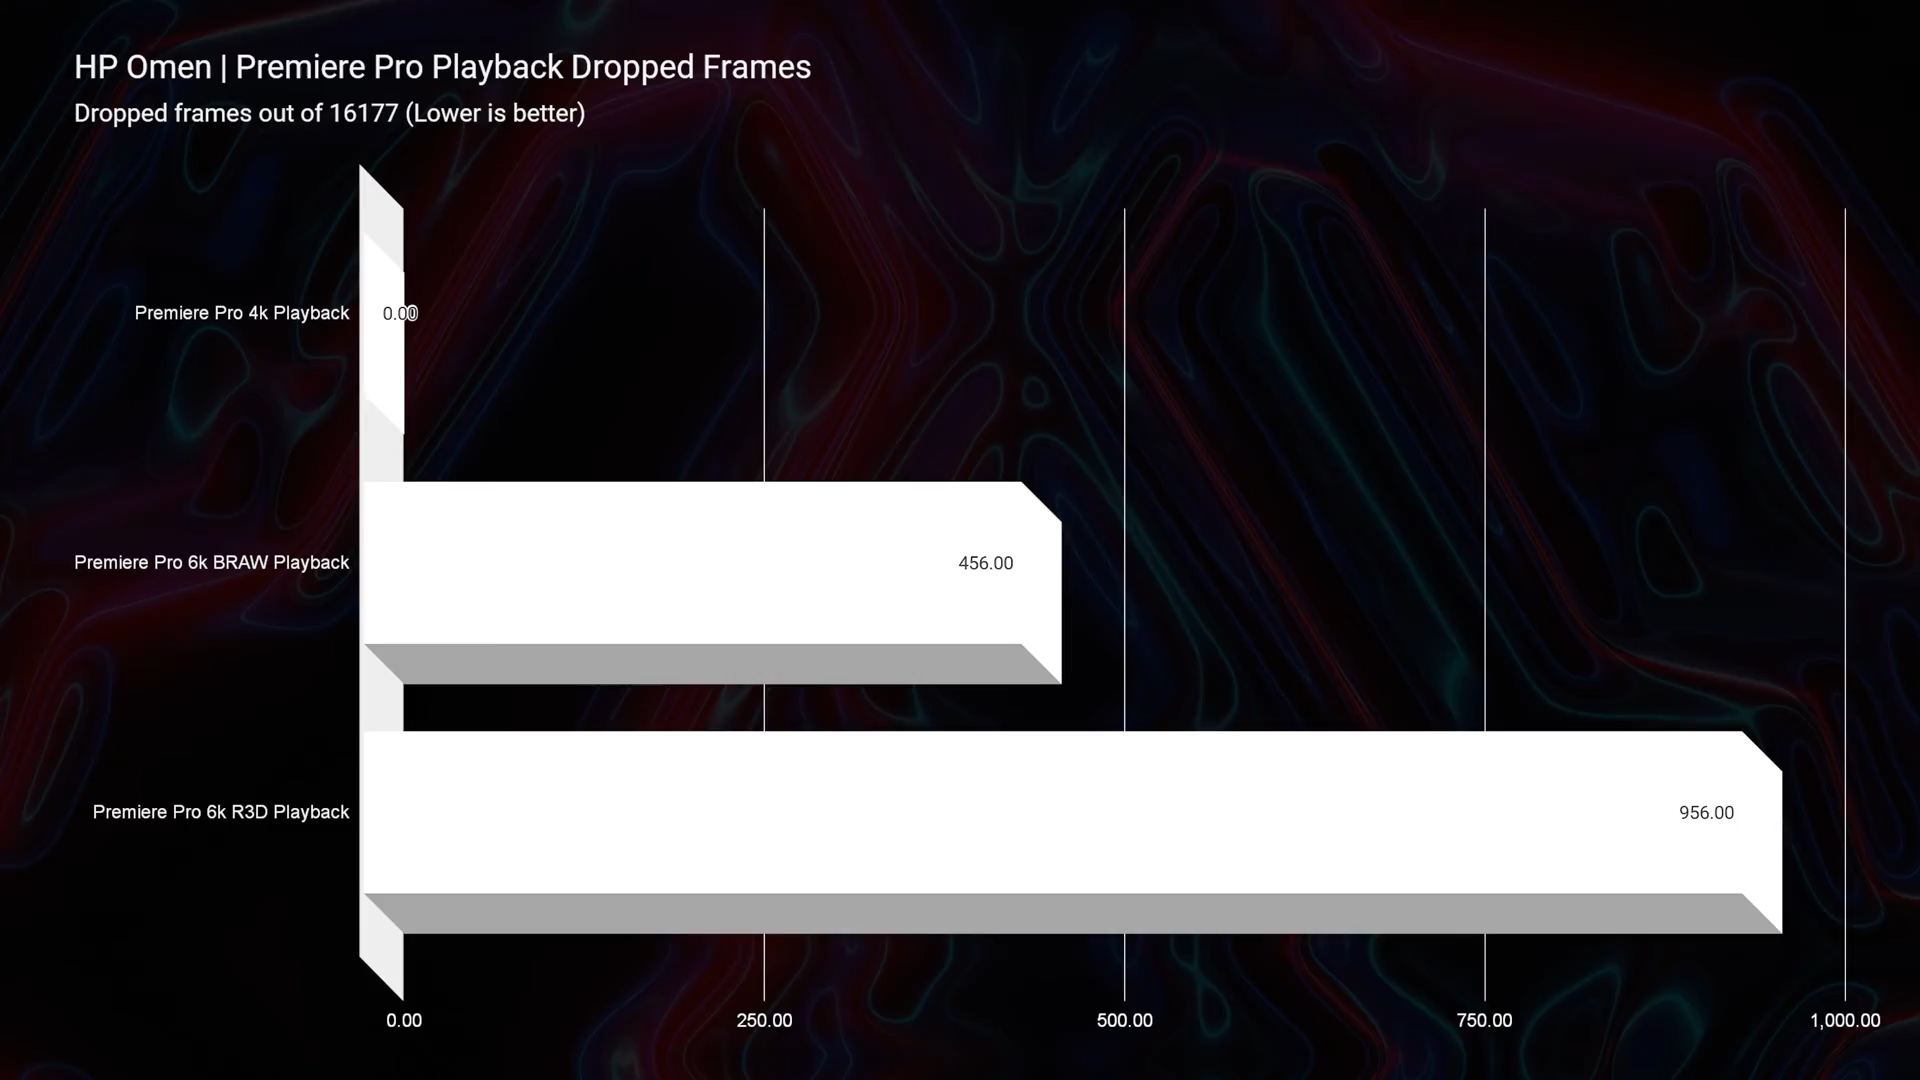 HP Omen | Premiere Pro Playback Dropped Frames
Dropped frames out of 16177 (Lower is better)
Premiere Pro 4k Playback
0.00
Premiere Pro 6k BRAW Playback
456.00
Premiere Pro 6k R3D Playback
956.00
0.00 250.00 500.00 750.00 1,000.00